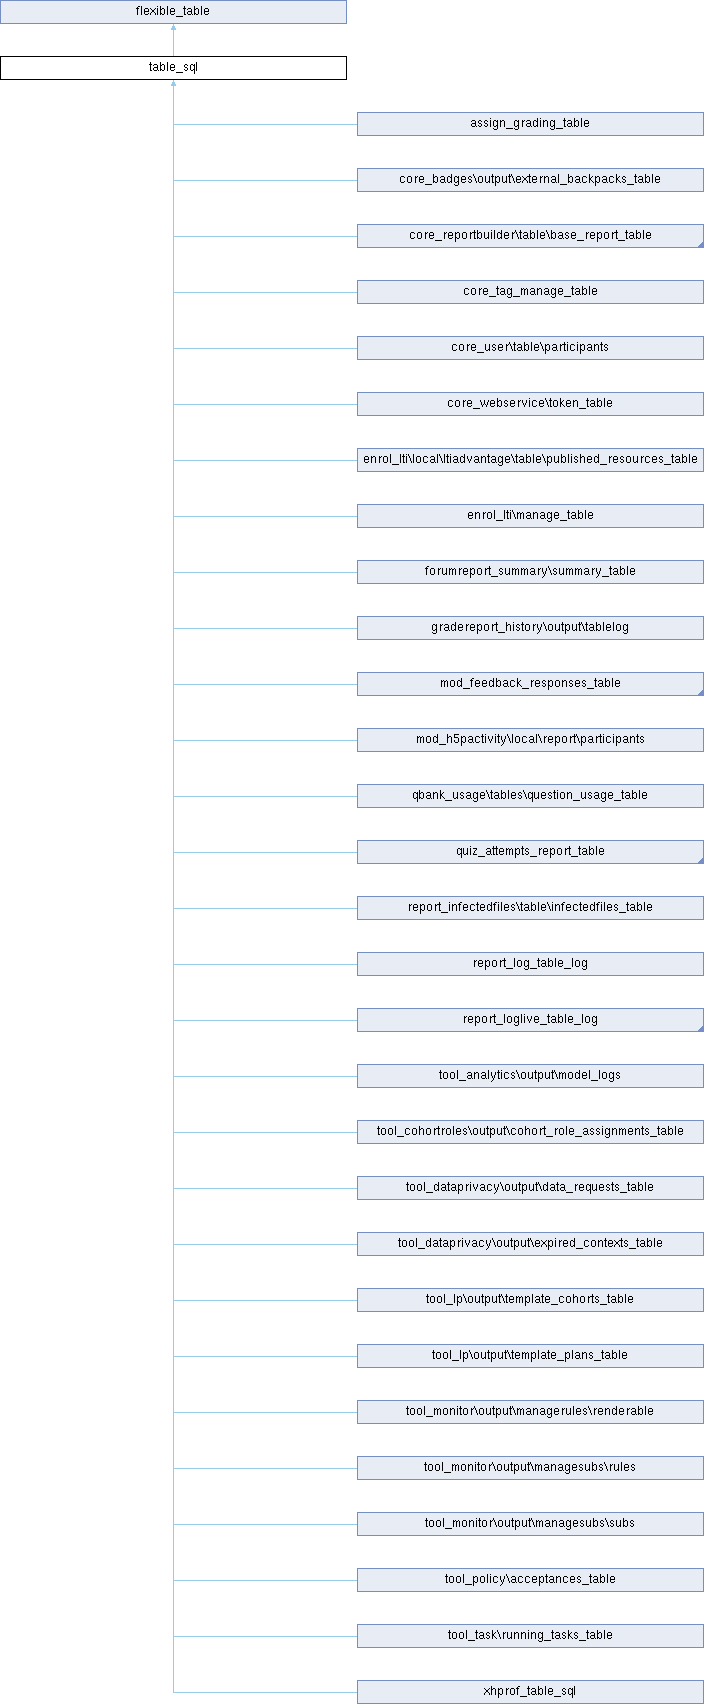 flexible_table
table_sql
assign_grading_table
core_badges\output\external_backpacks_table
core_reportbuilder\table\base_report_table
core_tag_manage_table
core_user\table\participants
core_webservice\token_table
enrol_lti\local\ltiadvantage\table\published_resources_table
enrol_lti\manage_table
forumreport_summary\summary_table
gradereport_history\output\tablelog
mod_feedback_responses_table
mod_h5pactivity\local\report\participants
qbank_usage\tables\question_usage_table
quiz_attempts_report_table
report_infectedfiles\table\infectedfiles_table
report_log_table_log
report_loglive_table_log
tool_analytics\output\model_logs
tool_cohortroles\output\cohort_role_assignments_table
tool_dataprivacy\output\data_requests_table
tool_dataprivacy\output\expired_contexts_table
tool_lp\output\template_cohorts_table
tool_lp\output\template_plans_table
tool_monitor\output\managerules\renderable
tool_monitor\output\managesubs\rules
tool_monitor\output\managesubs\subs
tool_policy\acceptances_table
tool_task\running_tasks_table
xhprof_table_sql